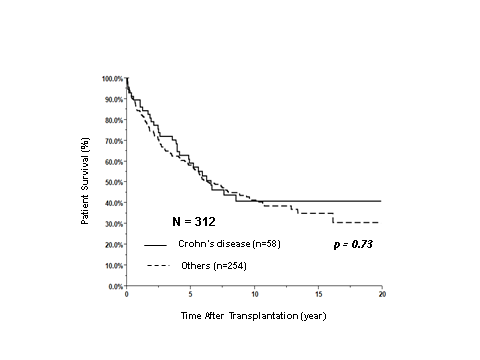 100.0%
90.0%
80.0%
70.0%
60.0%
50.0%
40.0%
30.0%
20.0%
10.0%
0.0%
Patient Survival (%)
N = 312
Crohn's disease (n=58)
p = 0.73
Others (n=254)
0 5 10 15 20
Time After Transplantation (year)